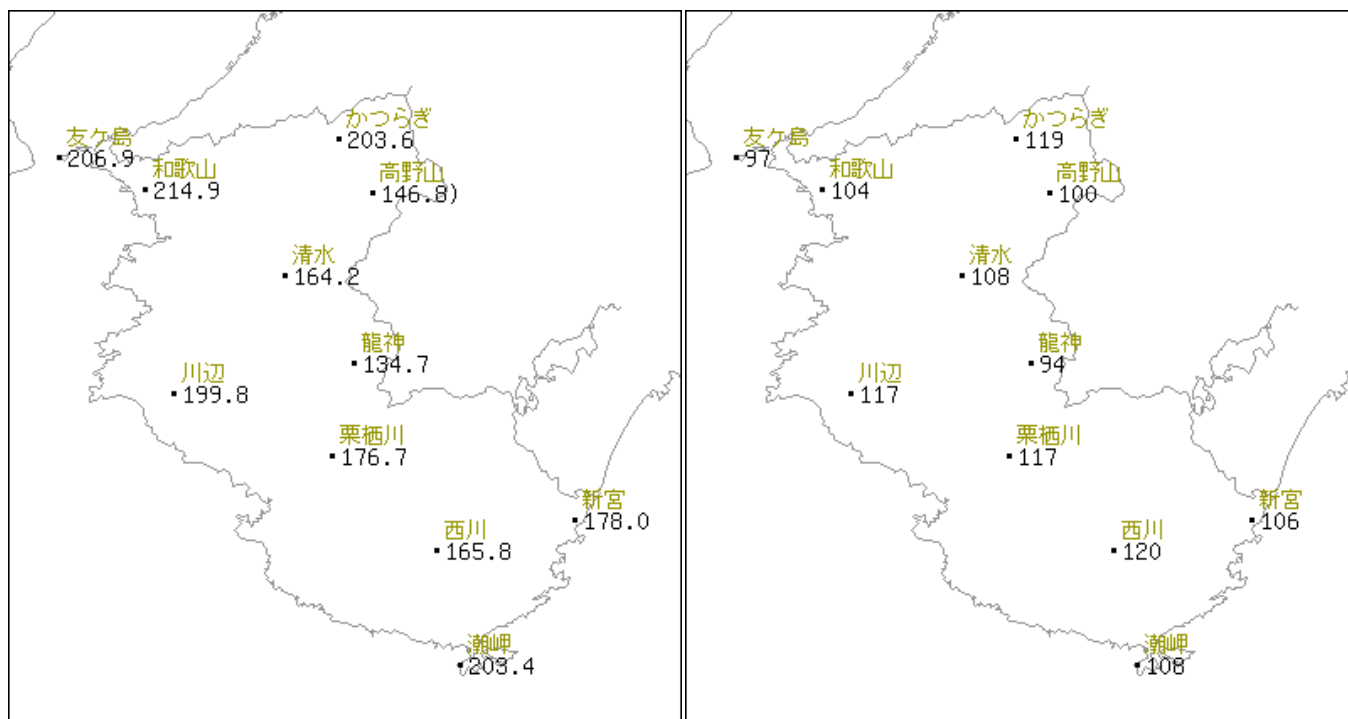 かつらぎ
203.6
友ケ島
206.9
和歌山
214.9
高野山
146.8)
清水
164.2
龍神
134.7
川辺
199.8
栗栖川
176.7
新宮
178.0
西川
165.8
潮岬
203.4
かつらぎ
119
友ケ島
97
和歌山
104
高野山
100
清水
108
龍神
94
川辺
117
栗栖川
117
新宮
106
西川
120
潮岬
108